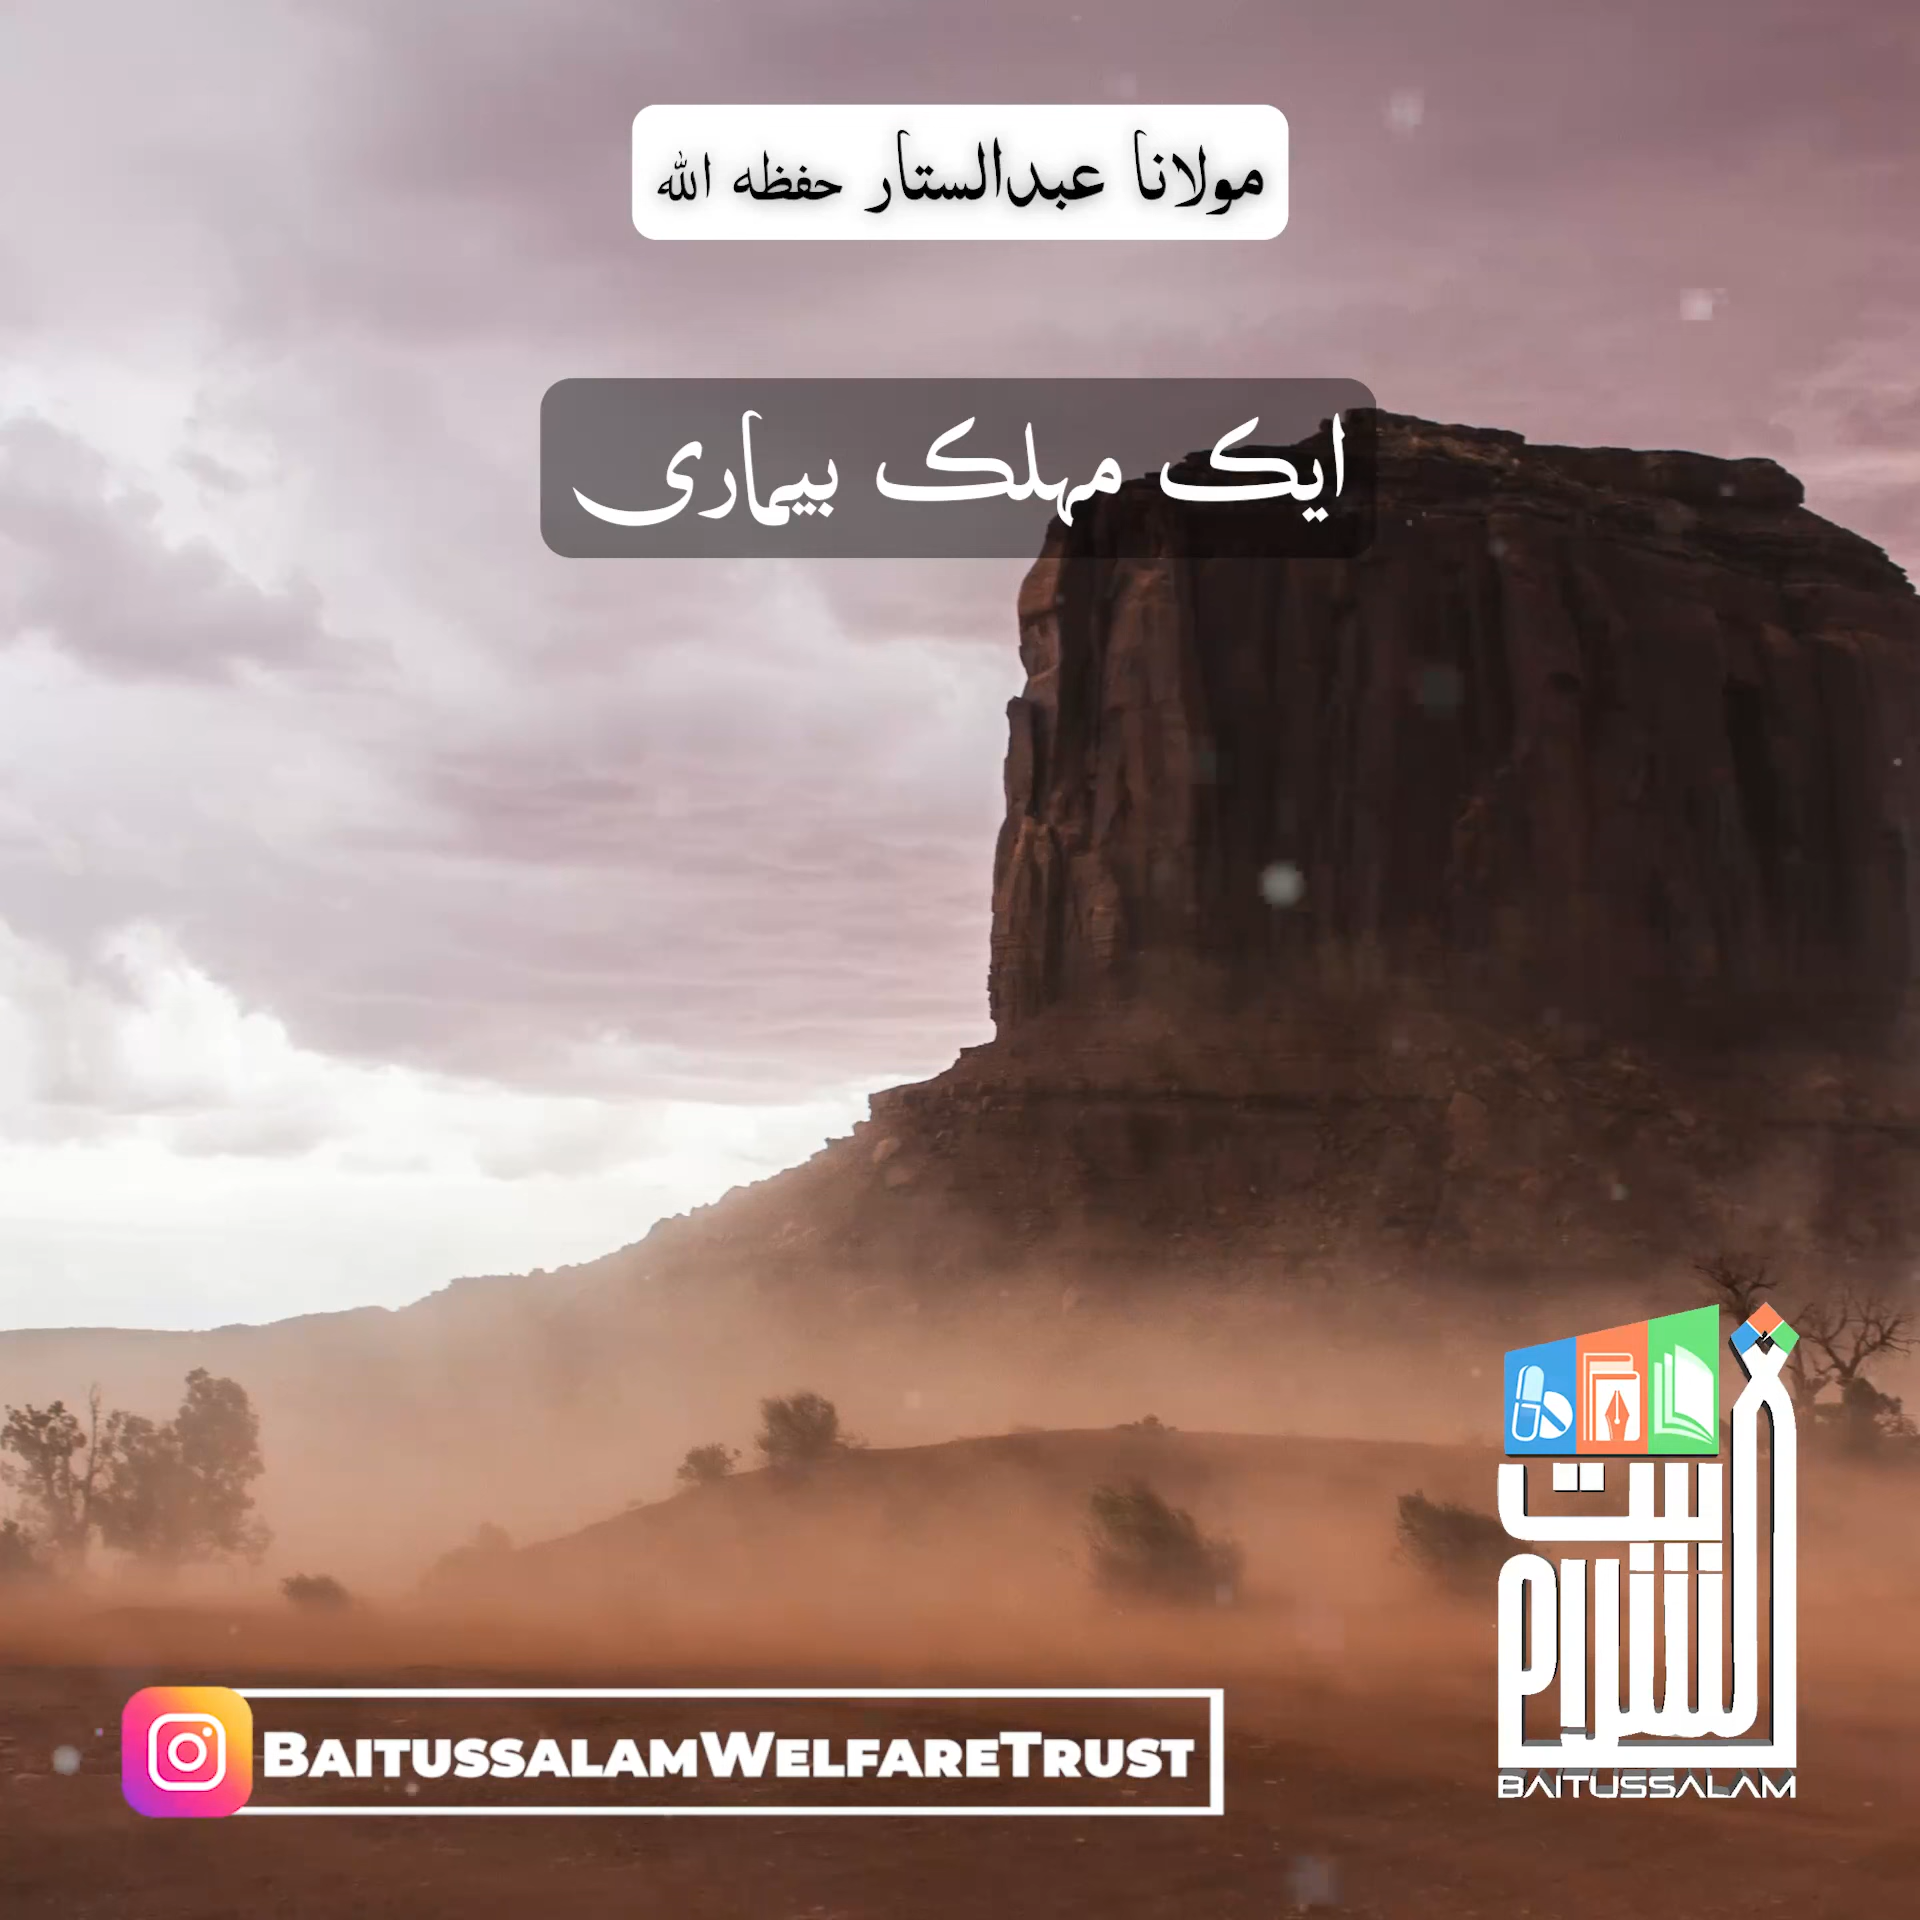 مولانا عبدالستار حفظہ اللہ
ایک مہلک بیماری
بیت السلام
BAITUSSALAM
BAITUSSALAMWELFARETRUST